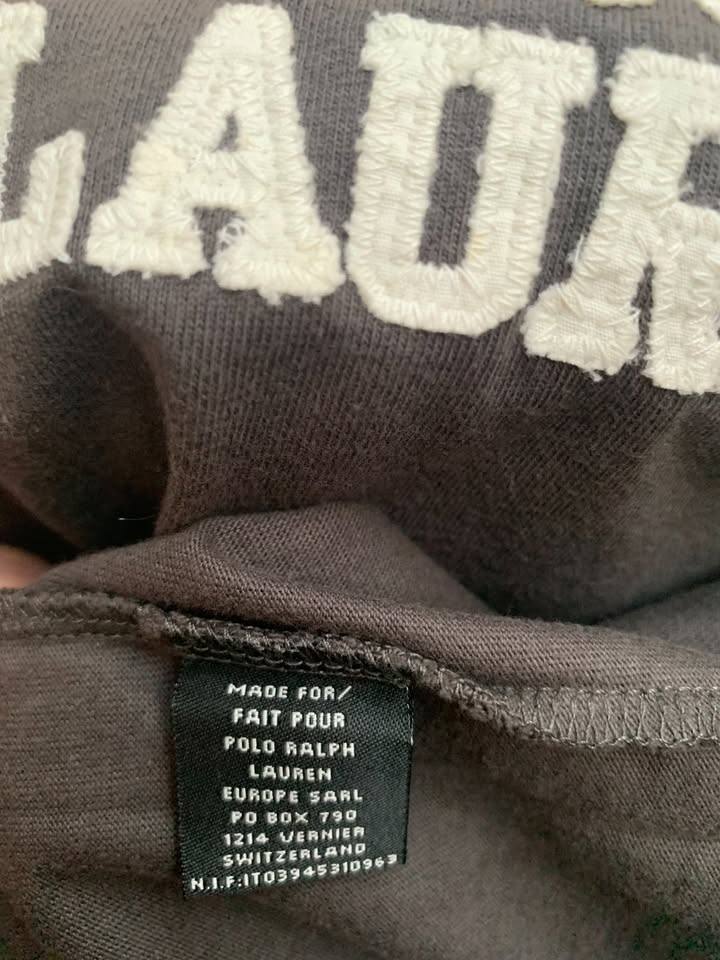 LAUR
MADE FOR/
FAIT POUR
POLO RALPH
LAUREN
EUROPE SARL
PO BOX 790
1214 VERNIER
SWITZERLAND
N.I.F:IT03945310963